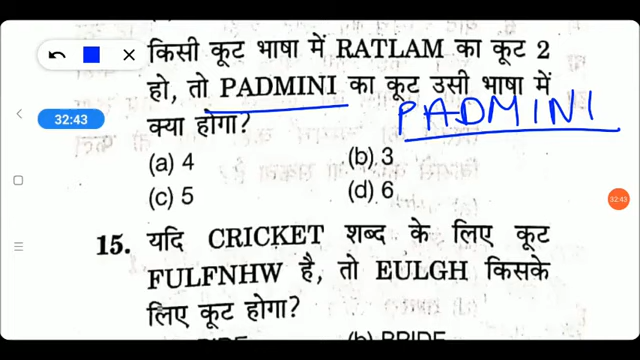 किसी कूट भाषा में RATLAM का कूट 2
हो, तो PADMINI का कूट उसी भाषा में
क्या होगा?
PADMINI
32:43
(a) 4 (b) 3
(c) 5 (d) 6
32:43
15. यदि CRICKET शब्द के लिए कूट
FULFNHW है, तो EULGH किसके
लिए कूट होगा?